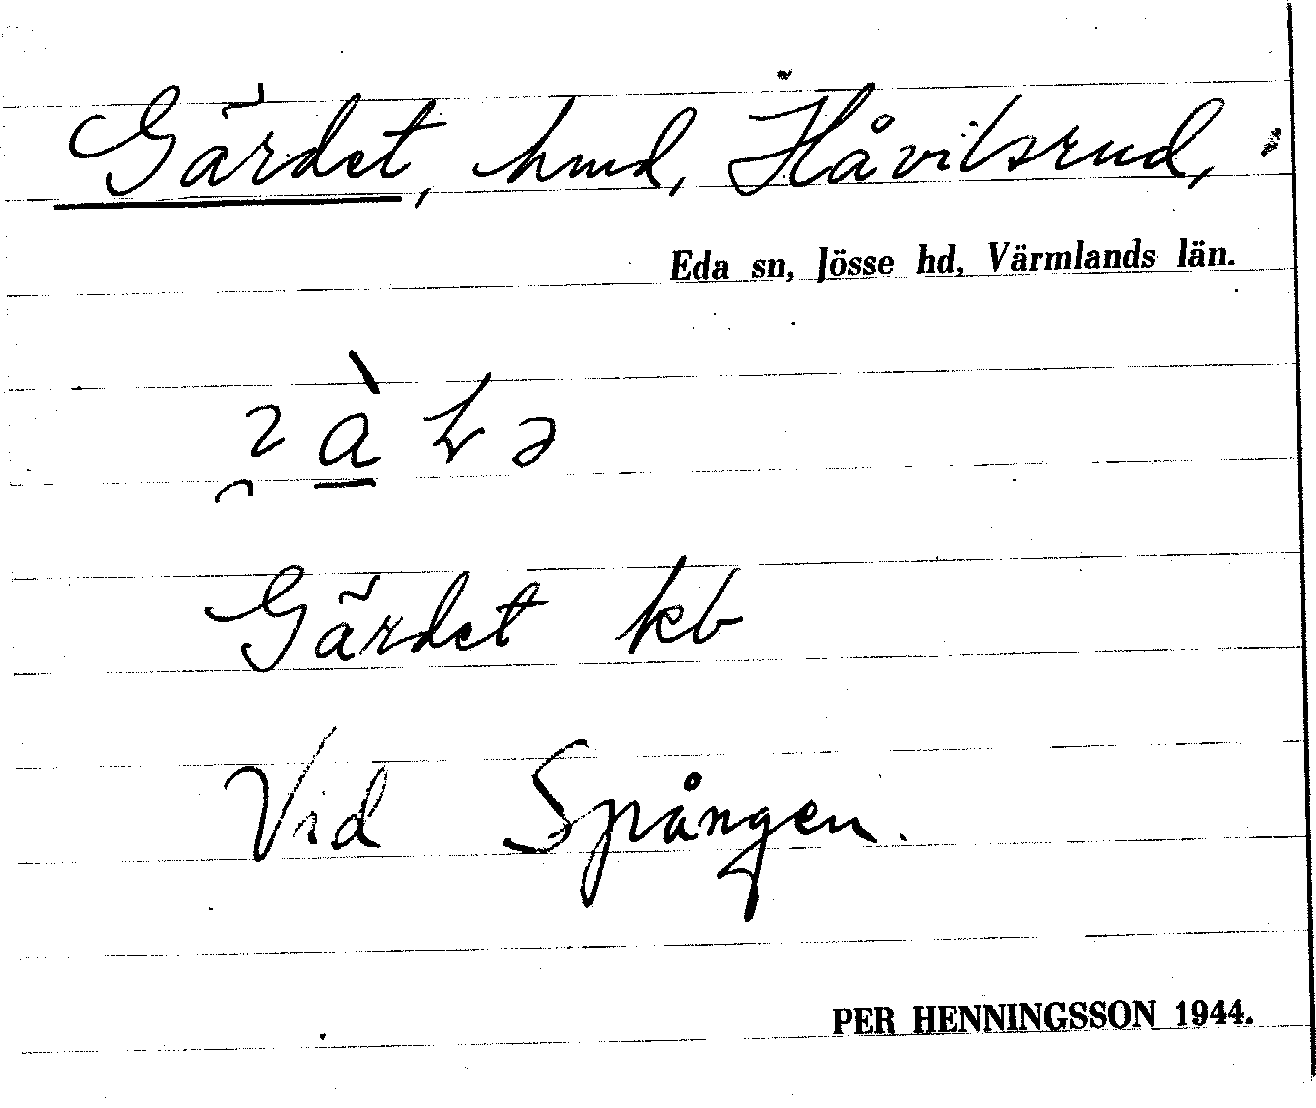 Gärdet, hmd, Håvilsrud,
Eda sn, Jösse hd, Värmlands län.
Gärdet kb
Vid Spången.
PER HENNINGSSON 1944.